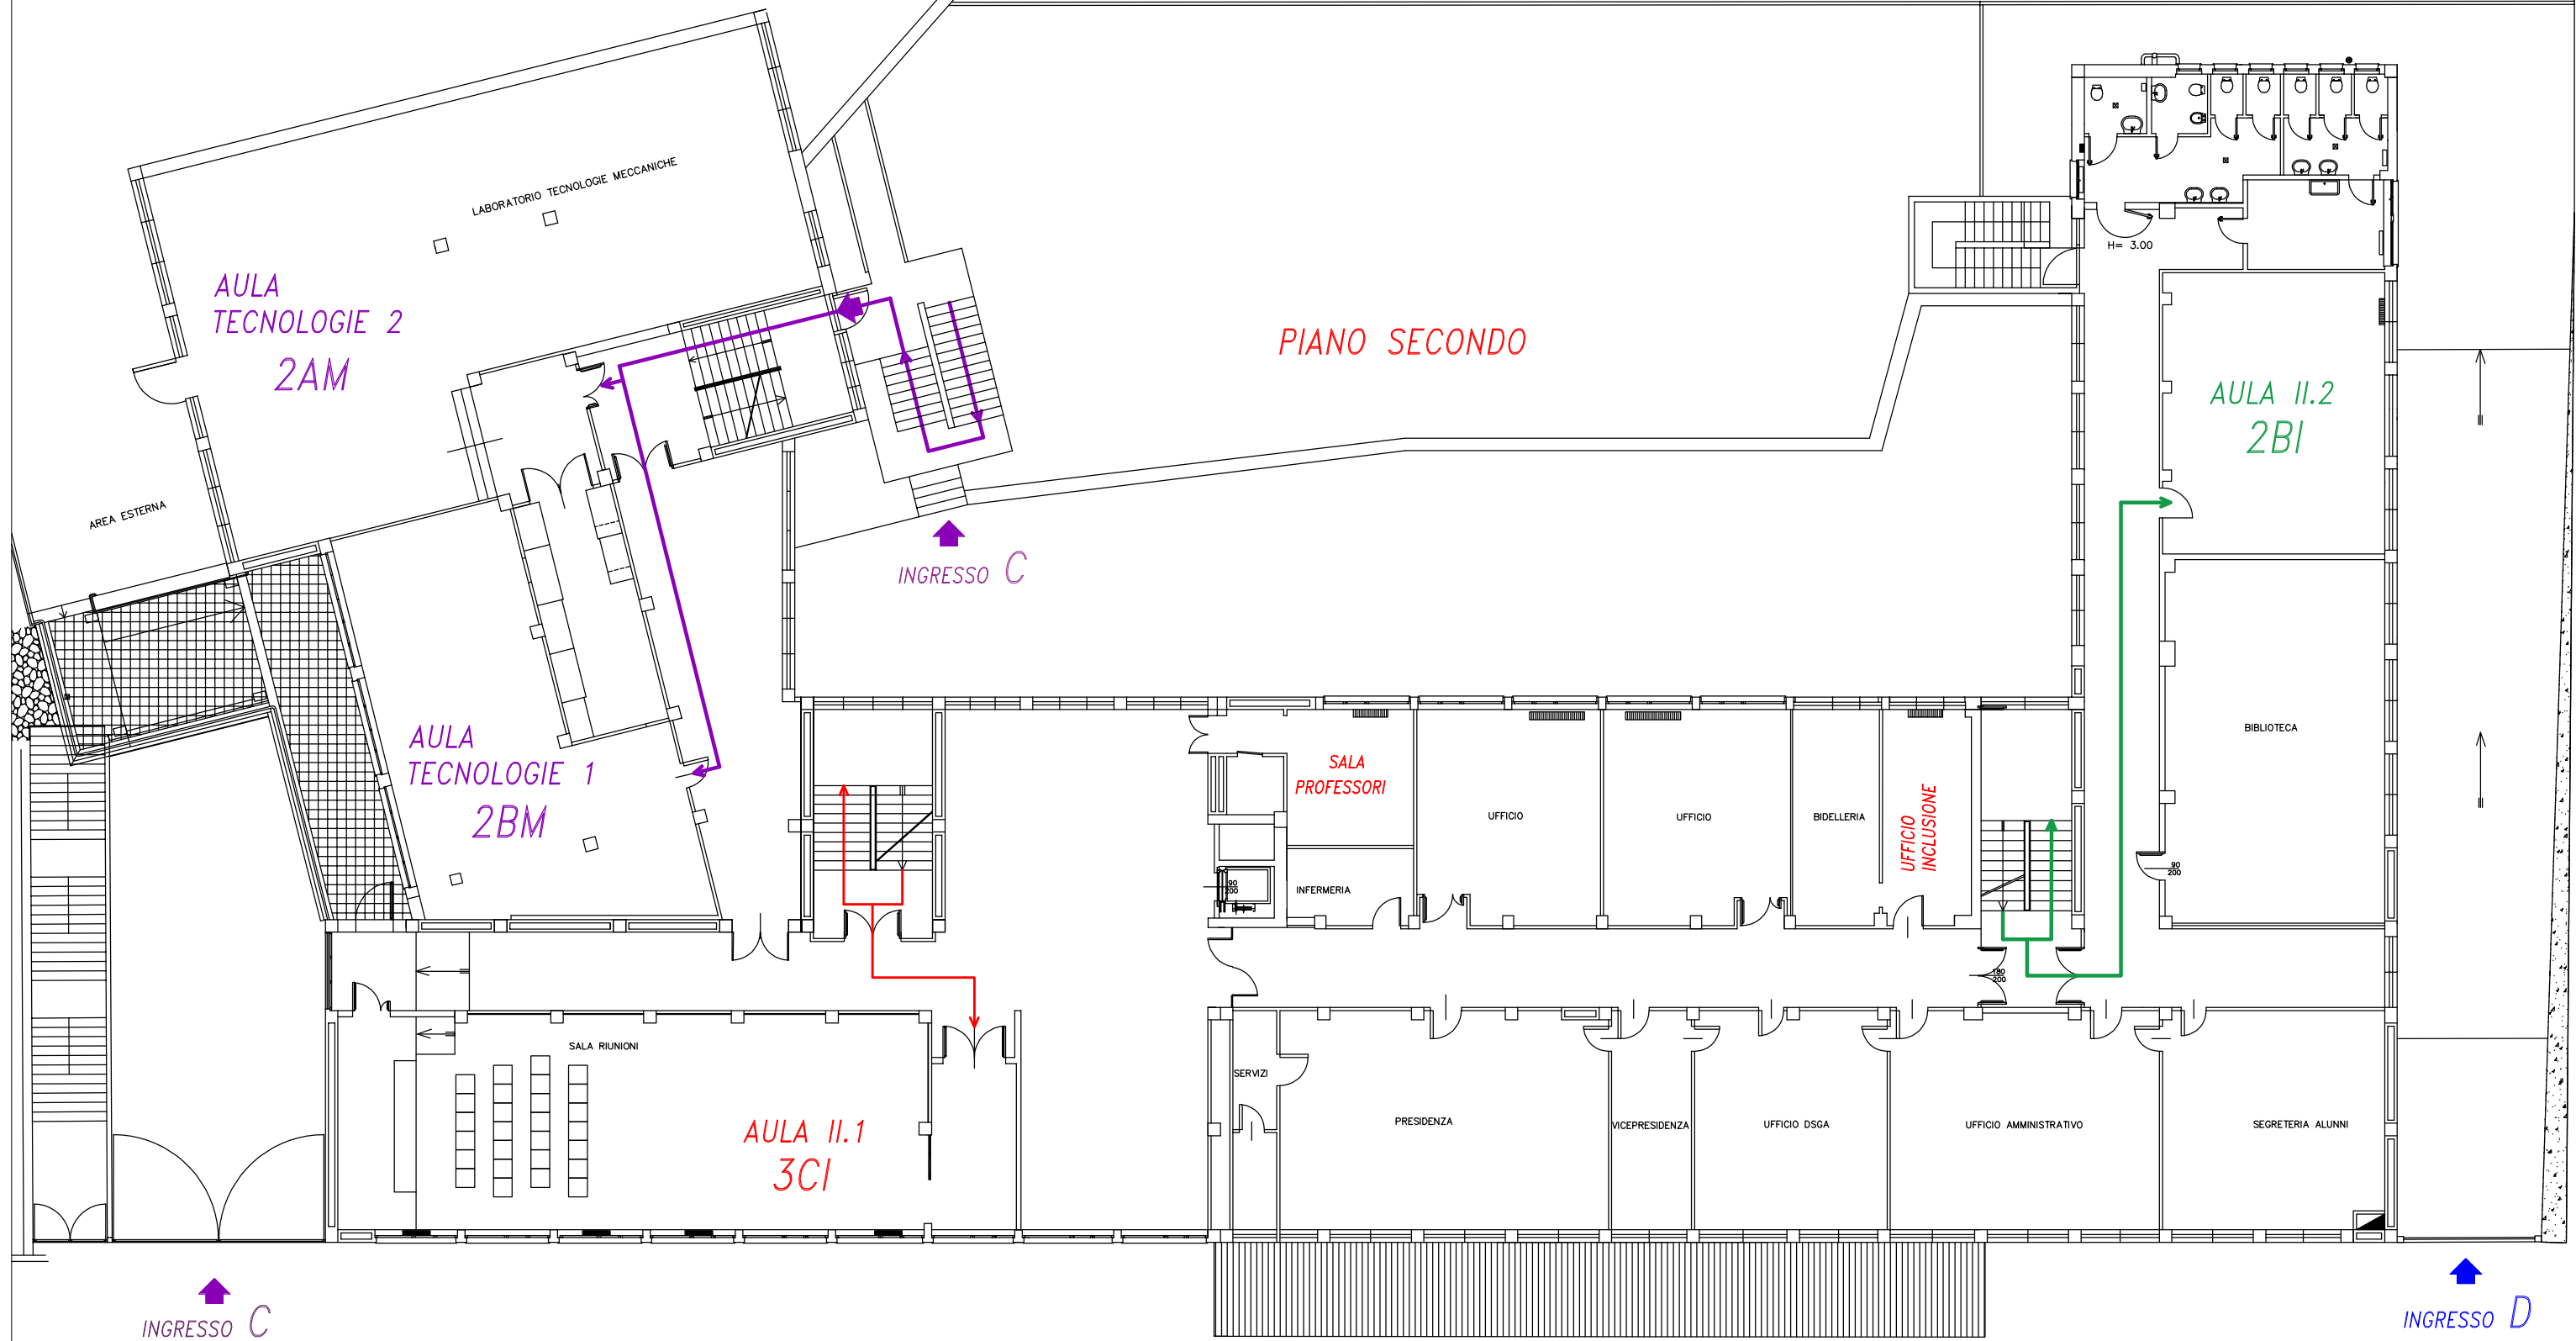 LABORATORIO TECNOLOGIE MECCANICHE
AULA
TECNOLOGIE 2
2AM
AREA ESTERNA
PIANO SECONDO
H= 3.00
AULA II.2
2BI
INGRESSO C
BIBLIOTECA
AULA
TECNOLOGIE 1
2BM
SALA
PROFESSORI
UFFICIO
UFFICIO
BIDELLERIA
UFFICIO
INCLUSIONE
INFERMERIA
90
200
90
200
180
200
SALA RIUNIONI
AULA II.1
3CI
SERVIZI
PRESIDENZA
VICEPRESIDENZA
UFFICIO DSGA
UFFICIO AMMINISTRATIVO
SEGRETERIA ALUNNI
INGRESSO C
INGRESSO D